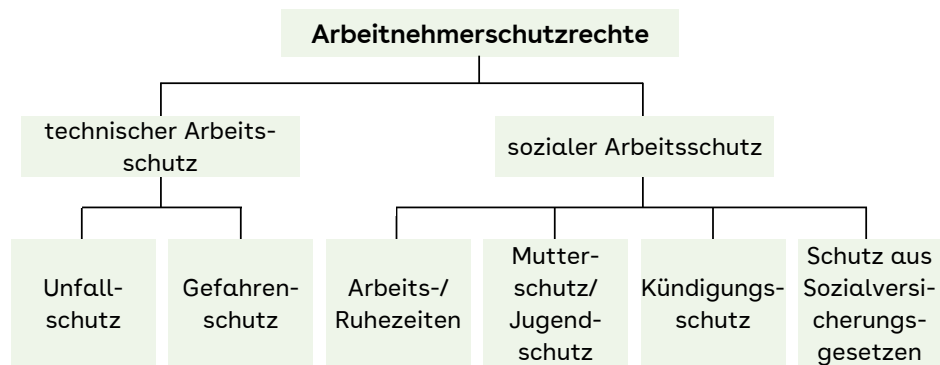 Arbeitnehmerschutzrechte
technischer Arbeits-
schutz
sozialer Arbeitsschutz
Unfall-
schutz
Gefahren-
schutz
Arbeits-/
Ruhezeiten
Mutter-
schutz/
Jugend-
schutz
Kündigungs-
schutz
Schutz aus
Sozialversi-
cherungs-
gesetzen